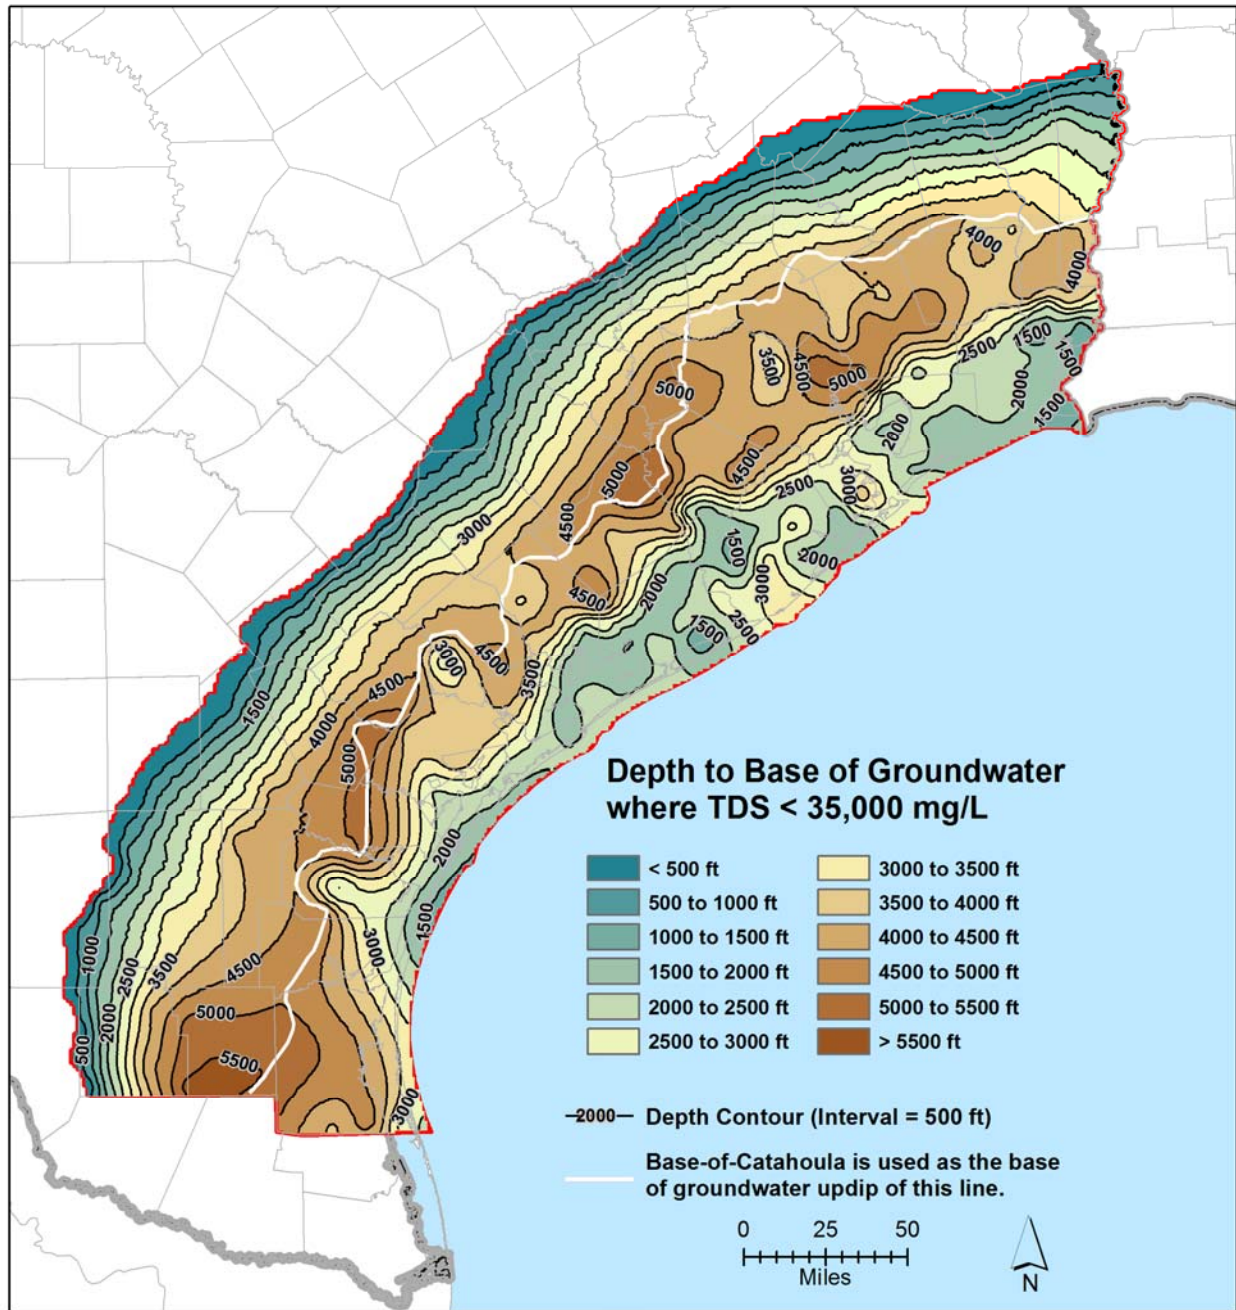 4000
4000
2500
1500
1500
2000
1500
3500
4500
5000
5000
2000
4500
5000
2500
3000
4500
3000
1500
2000
4500
2000
3000
2500
1500
3000
4500
4500
3500
1500
4000
5000
2000
1500
3000
1000
2500
3500
4500
2000
5000
500
5500
3000
Depth to Base of Groundwater
where TDS < 35,000 mg/L
< 500 ft
500 to 1000 ft
1000 to 1500 ft
1500 to 2000 ft
2000 to 2500 ft
2500 to 3000 ft
3000 to 3500 ft
3500 to 4000 ft
4000 to 4500 ft
4500 to 5000 ft
5000 to 5500 ft
> 5500 ft
2000
Depth Contour (Interval = 500 ft)
Base-of-Catahoula is used as the base
of groundwater updip of this line.
0 25 50
Miles
N